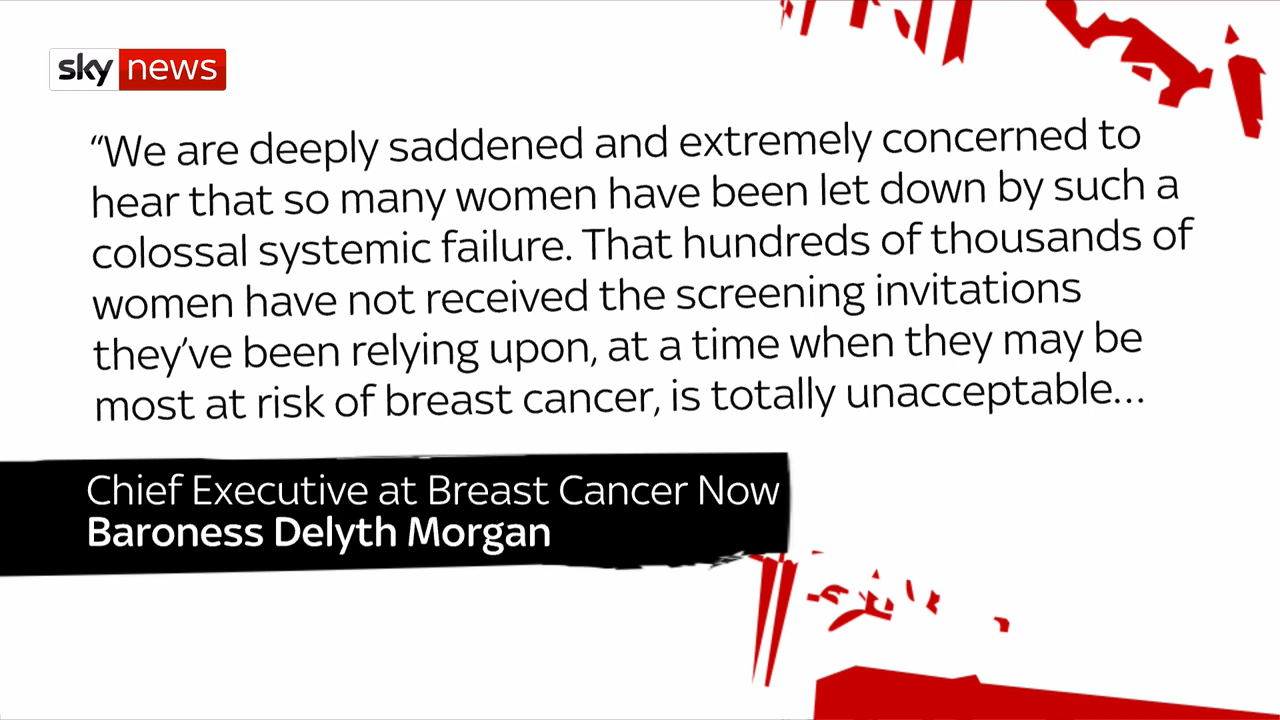 sky news
“We are deeply saddened and extremely concerned to
hear that so many women have been let down by such a
colossal systemic failure. That hundreds of thousands of
women have not received the screening invitations
they’ve been relying upon, at a time when they may be
most at risk of breast cancer, is totally unacceptable...
Chief Executive at Breast Cancer Now
Baroness Delyth Morgan